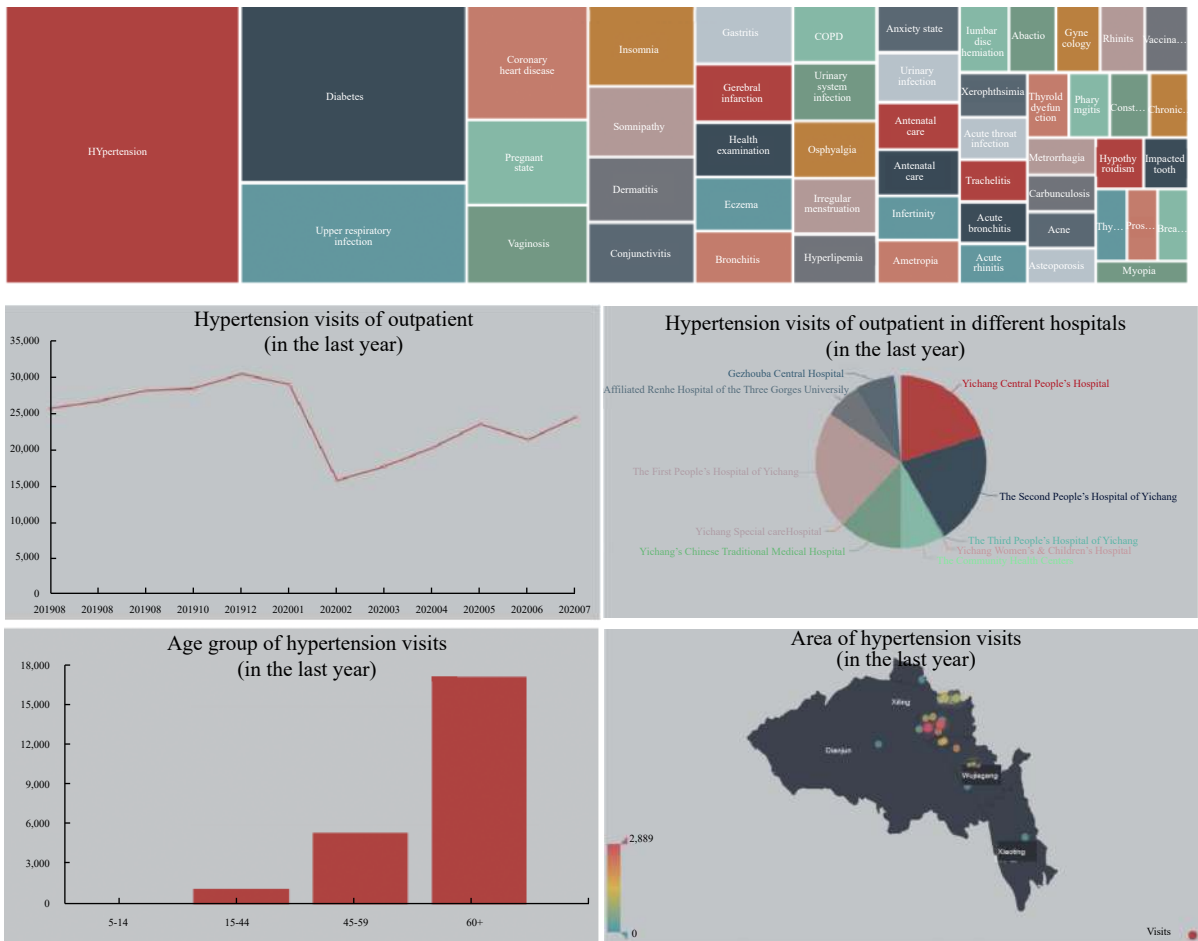 HYpertension
Diabetes
Upper respiratory
infection
Coronary
heart disease
Pregnant
state
Vaginosis
Insomnia
Somnipathy
Dermatitis
Conjunctivitis
Gastritis
Gerebral
infarction
Health
examination
Eczema
Bronchitis
COPD
Urinary
system
infection
Osphyalgia
Irregular
menstruation
Hyperlipemia
Anxiety state
Urinary
infection
Antenatal
care
Antenatal
care
Infertinity
Ametropia
Iumbar
disc
hemiation
Abactio
Gyne
cology
Rhinits
Vaccina…
Xerophthsimia
Acute throat
infection
Trachelitis
Acute
bronchitis
Acute
rhinitis
Thyroid
dyefun
ction
Phary
mgitis
Const…
Chronic…
Metrorrhagia
Carbunculosis
Acne
Asteoporosis
Hypothy
roidism
Impacted
tooth
Thy…
Pros…
Brea…
Myopia
Hypertension visits of outpatient
(in the last year)
35,000
30,000
25,000
20,000
15,000
10,000
5,000
0
201908 201908 201908 201910 201912 202001 202002 202003 202004 202005 202006 202007
Hypertension visits of outpatient in different hospitals
(in the last year)
Gezhouba Central Hospital
Affiliated Renhe Hospital of the Three Gorges Universily
Yichang Central People's Hospital
The First People's Hospital of Yichang
The Second People's Hospital of Yichang
Yichang Special careHospital
Yichang's Chinese Traditional Medical Hospital
The Third People's Hospital of Yichang
Yichang Women's & Children's Hospital
Age group of hypertension visits
(in the last year)
18,000
15,000
12,000
9,000
6,000
3,000
0
5-14 15-44 45-59 60+
Area of hypertension visits
(in the last year)
Xiling
Dianjun
Wujiagang
Xiaoting
2,889
0
Visits